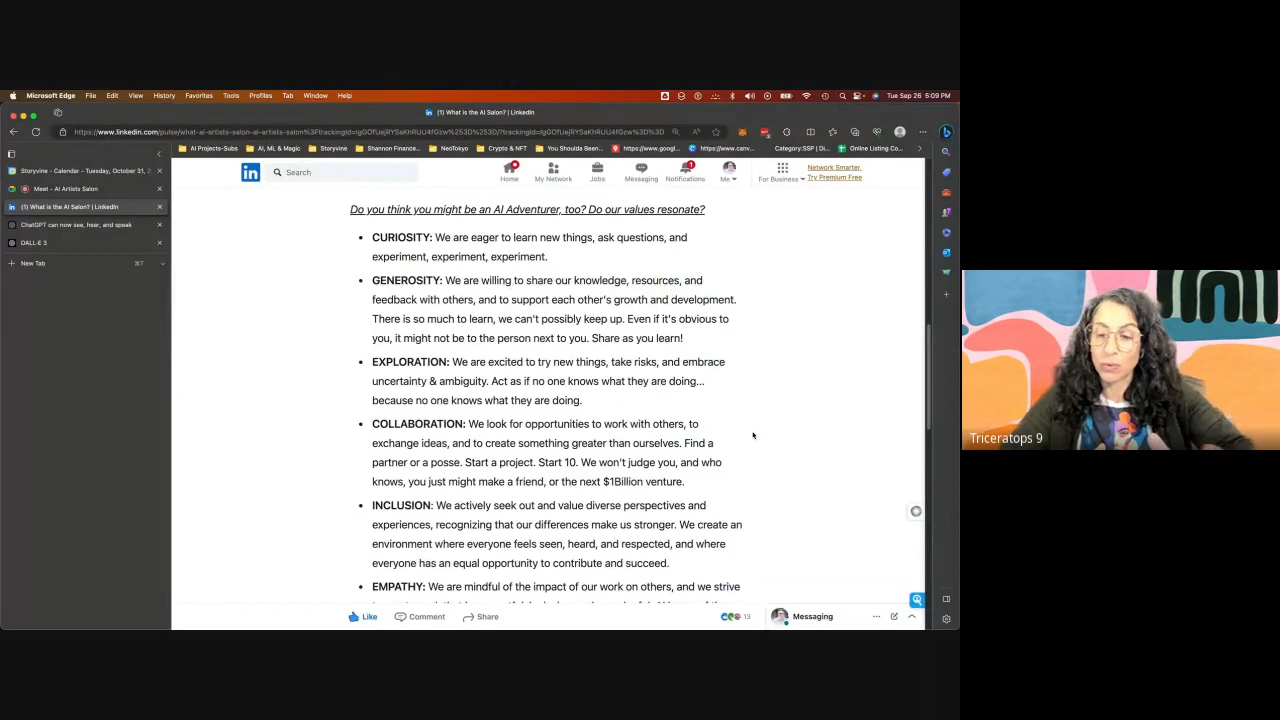 Microsoft Edge File Edit View History Favorites Tools Profiles Tab Window Help
Tue Sep 26 5:09 PM
(1) What is the AI Salon? | LinkedIn
AI Projects-Subs AI, ML & Magic Storyvine Shannon Finance... NeoTokyo Crypto & NFT You Shoulda Been... https://www.googl... https://www.canv... Category:SSP | Di... Online Listing Co...
Storyvine - Calendar - Tuesday, October 31, 2
Meet - AI Artists Salon
(1) What is the AI Salon? | LinkedIn
ChatGPT can now see, hear, and speak
DALL·E 3
New Tab ⌘T
Search
Home My Network Jobs Messaging Notifications 1 Me For Business
Network Smarter,
Try Premium Free
Do you think you might be an AI Adventurer, too? Do our values resonate?
• CURIOSITY: We are eager to learn new things, ask questions, and
experiment, experiment, experiment.
• GENEROSITY: We are willing to share our knowledge, resources, and
feedback with others, and to support each other's growth and development.
There is so much to learn, we can't possibly keep up. Even if it's obvious to
you, it might not be to the person next to you. Share as you learn!
• EXPLORATION: We are excited to try new things, take risks, and embrace
uncertainty & ambiguity. Act as if no one knows what they are doing...
because no one knows what they are doing.
• COLLABORATION: We look for opportunities to work with others, to
exchange ideas, and to create something greater than ourselves. Find a
partner or a posse. Start a project. Start 10. We won't judge you, and who
knows, you just might make a friend, or the next $1Billion venture.
• INCLUSION: We actively seek out and value diverse perspectives and
experiences, recognizing that our differences make us stronger. We create an
environment where everyone feels seen, heard, and respected, and where
everyone has an equal opportunity to contribute and succeed.
• EMPATHY: We are mindful of the impact of our work on others, and we strive
Like Comment Share
13
Messaging
Triceratops 9